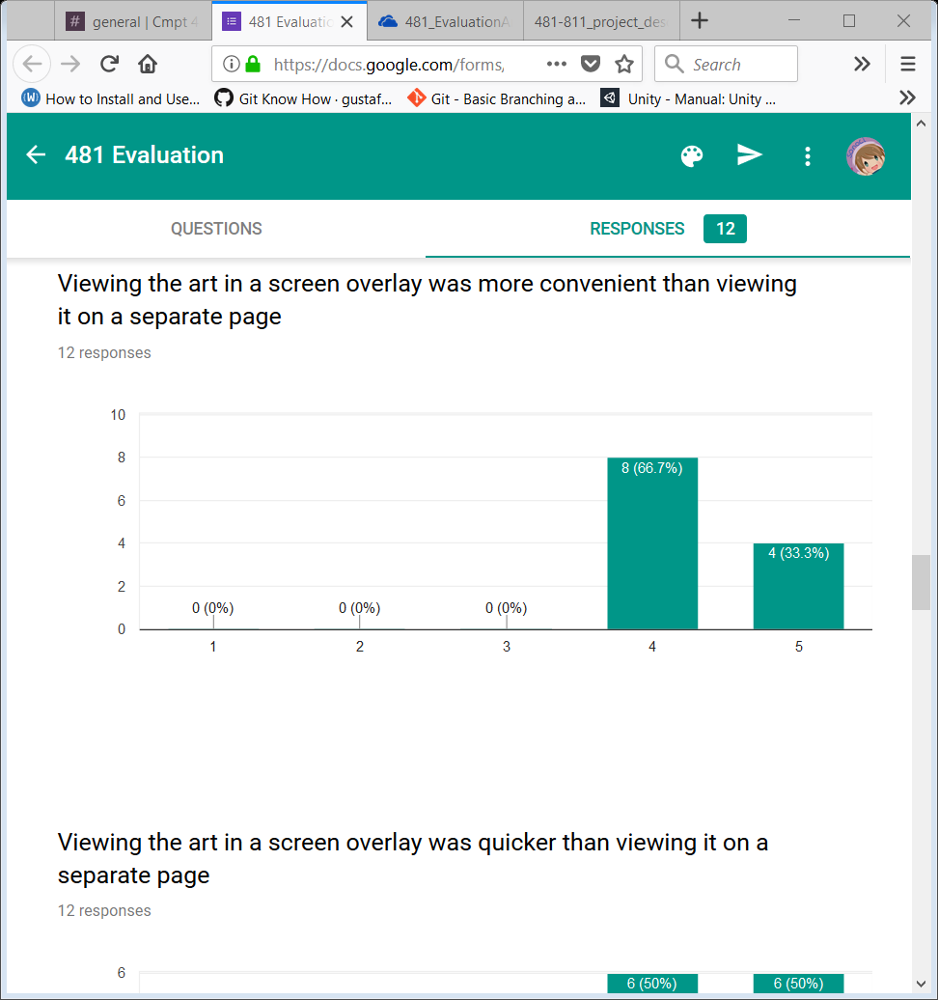 general | Cmpt 4
481 Evaluatio
481_EvaluationA
481-811_project_des
https://docs.google.com/forms,
Search
How to Install and Use...
Git Know How · gustaf...
Git - Basic Branching a...
Unity - Manual: Unity ...
481 Evaluation
QUESTIONS
RESPONSES 12
Viewing the art in a screen overlay was more convenient than viewing
it on a separate page
12 responses
10
8
6
4
2
0
8 (66.7%)
4 (33.3%)
0 (0%) 0 (0%) 0 (0%)
1 2 3 4 5
Viewing the art in a screen overlay was quicker than viewing it on a
separate page
12 responses
6
6 (50%) 6 (50%)